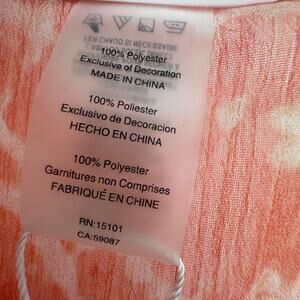 100% Polyester
Exclusive of Decoration
MADE IN CHINA
100% Poliester
Exclusivo de Decoracion
HECHO EN CHINA
100% Polyester
Garnitures non Comprises
FABRIQUÉ EN CHINE
RN:15101
CA:59087